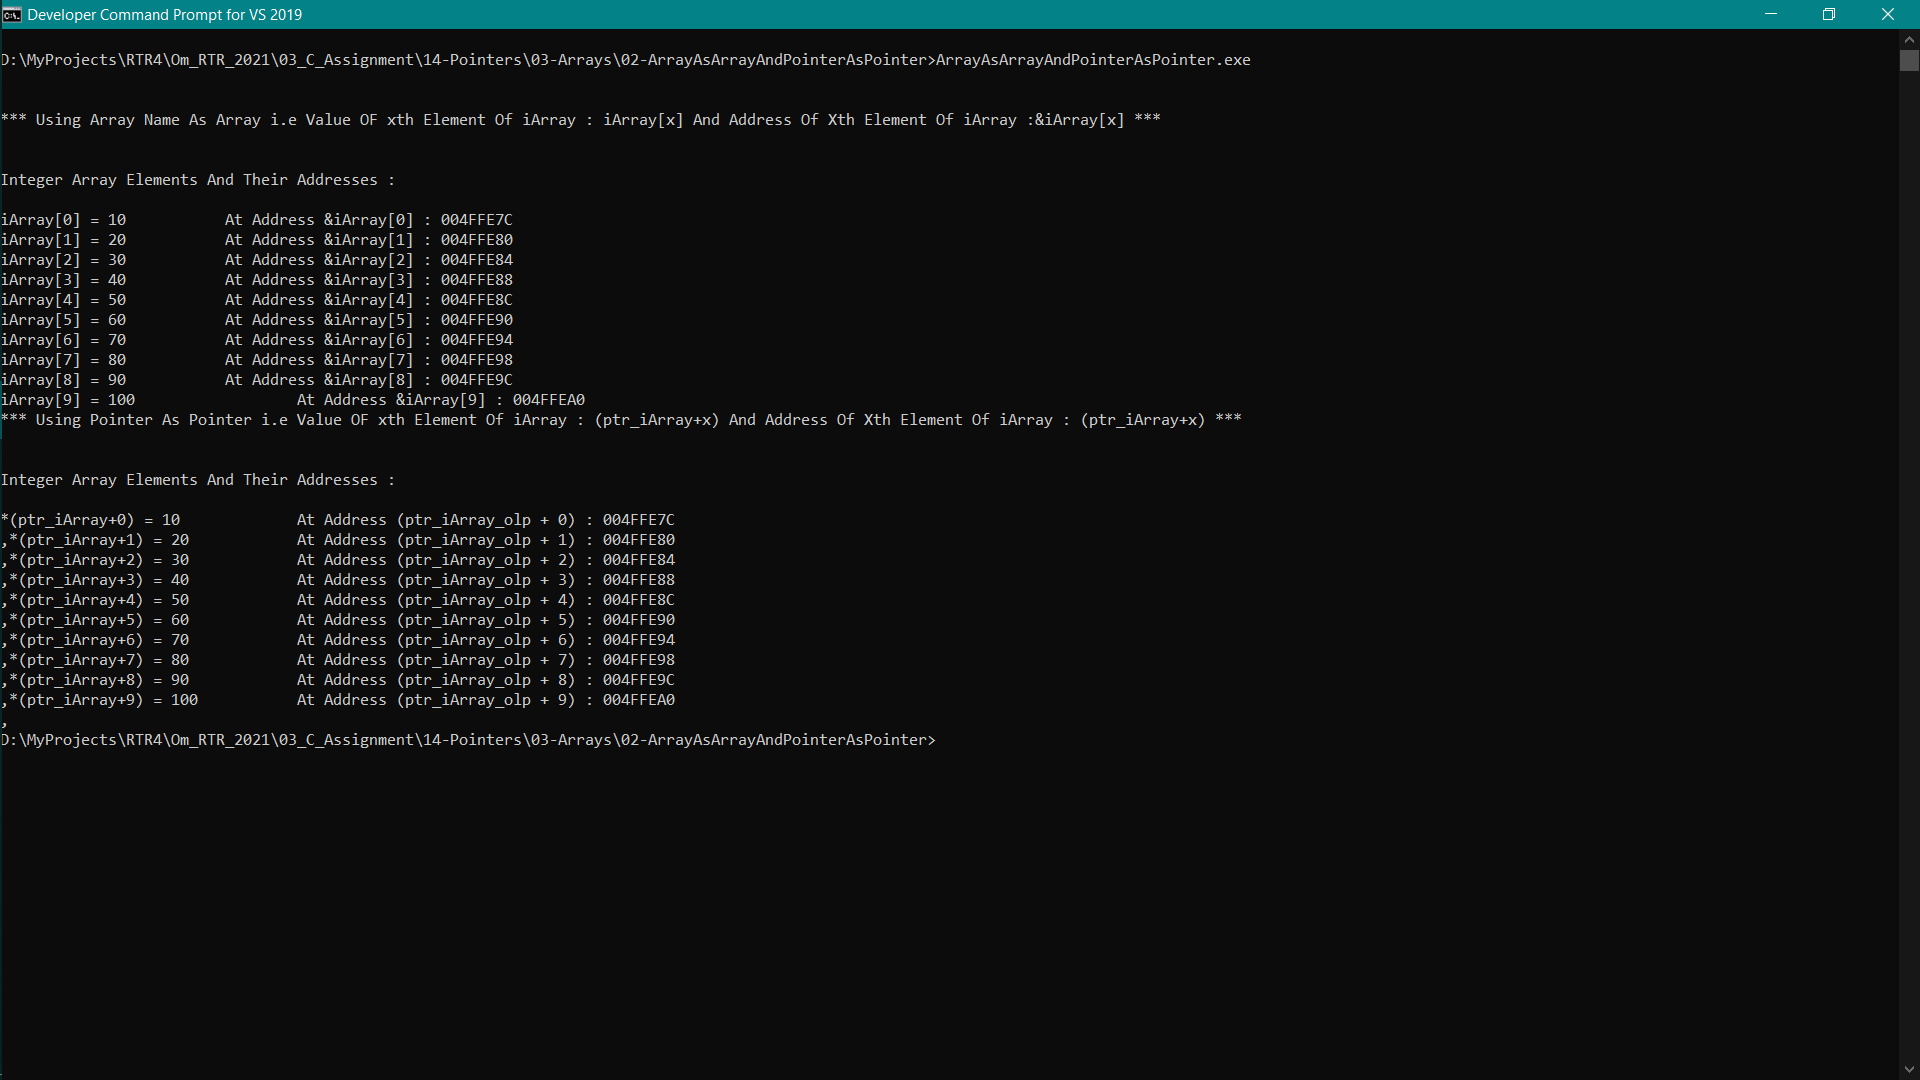 Developer Command Prompt for VS 2019
D:\MyProjects\RTR4\Om_RTR_2021\03_C_Assignment\14-Pointers\03-Arrays\02-ArrayAsArrayAndPointerAsPointer>ArrayAsArrayAndPointerAsPointer.exe
*** Using Array Name As Array i.e Value OF xth Element Of iArray : iArray[x] And Address Of Xth Element Of iArray :&iArray[x] ***
Integer Array Elements And Their Addresses :
iArray[0] = 10           At Address &iArray[0] : 004FFE7C
iArray[1] = 20           At Address &iArray[1] : 004FFE80
iArray[2] = 30           At Address &iArray[2] : 004FFE84
iArray[3] = 40           At Address &iArray[3] : 004FFE88
iArray[4] = 50           At Address &iArray[4] : 004FFE8C
iArray[5] = 60           At Address &iArray[5] : 004FFE90
iArray[6] = 70           At Address &iArray[6] : 004FFE94
iArray[7] = 80           At Address &iArray[7] : 004FFE98
iArray[8] = 90           At Address &iArray[8] : 004FFE9C
iArray[9] = 100                  At Address &iArray[9] : 004FFEA0
*** Using Pointer As Pointer i.e Value OF xth Element Of iArray : (ptr_iArray+x) And Address Of Xth Element Of iArray : (ptr_iArray+x) ***
Integer Array Elements And Their Addresses :
*(ptr_iArray+0) = 10             At Address (ptr_iArray_olp + 0) : 004FFE7C
,*(ptr_iArray+1) = 20            At Address (ptr_iArray_olp + 1) : 004FFE80
,*(ptr_iArray+2) = 30            At Address (ptr_iArray_olp + 2) : 004FFE84
,*(ptr_iArray+3) = 40            At Address (ptr_iArray_olp + 3) : 004FFE88
,*(ptr_iArray+4) = 50            At Address (ptr_iArray_olp + 4) : 004FFE8C
,*(ptr_iArray+5) = 60            At Address (ptr_iArray_olp + 5) : 004FFE90
,*(ptr_iArray+6) = 70            At Address (ptr_iArray_olp + 6) : 004FFE94
,*(ptr_iArray+7) = 80            At Address (ptr_iArray_olp + 7) : 004FFE98
,*(ptr_iArray+8) = 90            At Address (ptr_iArray_olp + 8) : 004FFE9C
,*(ptr_iArray+9) = 100           At Address (ptr_iArray_olp + 9) : 004FFEA0
,
D:\MyProjects\RTR4\Om_RTR_2021\03_C_Assignment\14-Pointers\03-Arrays\02-ArrayAsArrayAndPointerAsPointer>